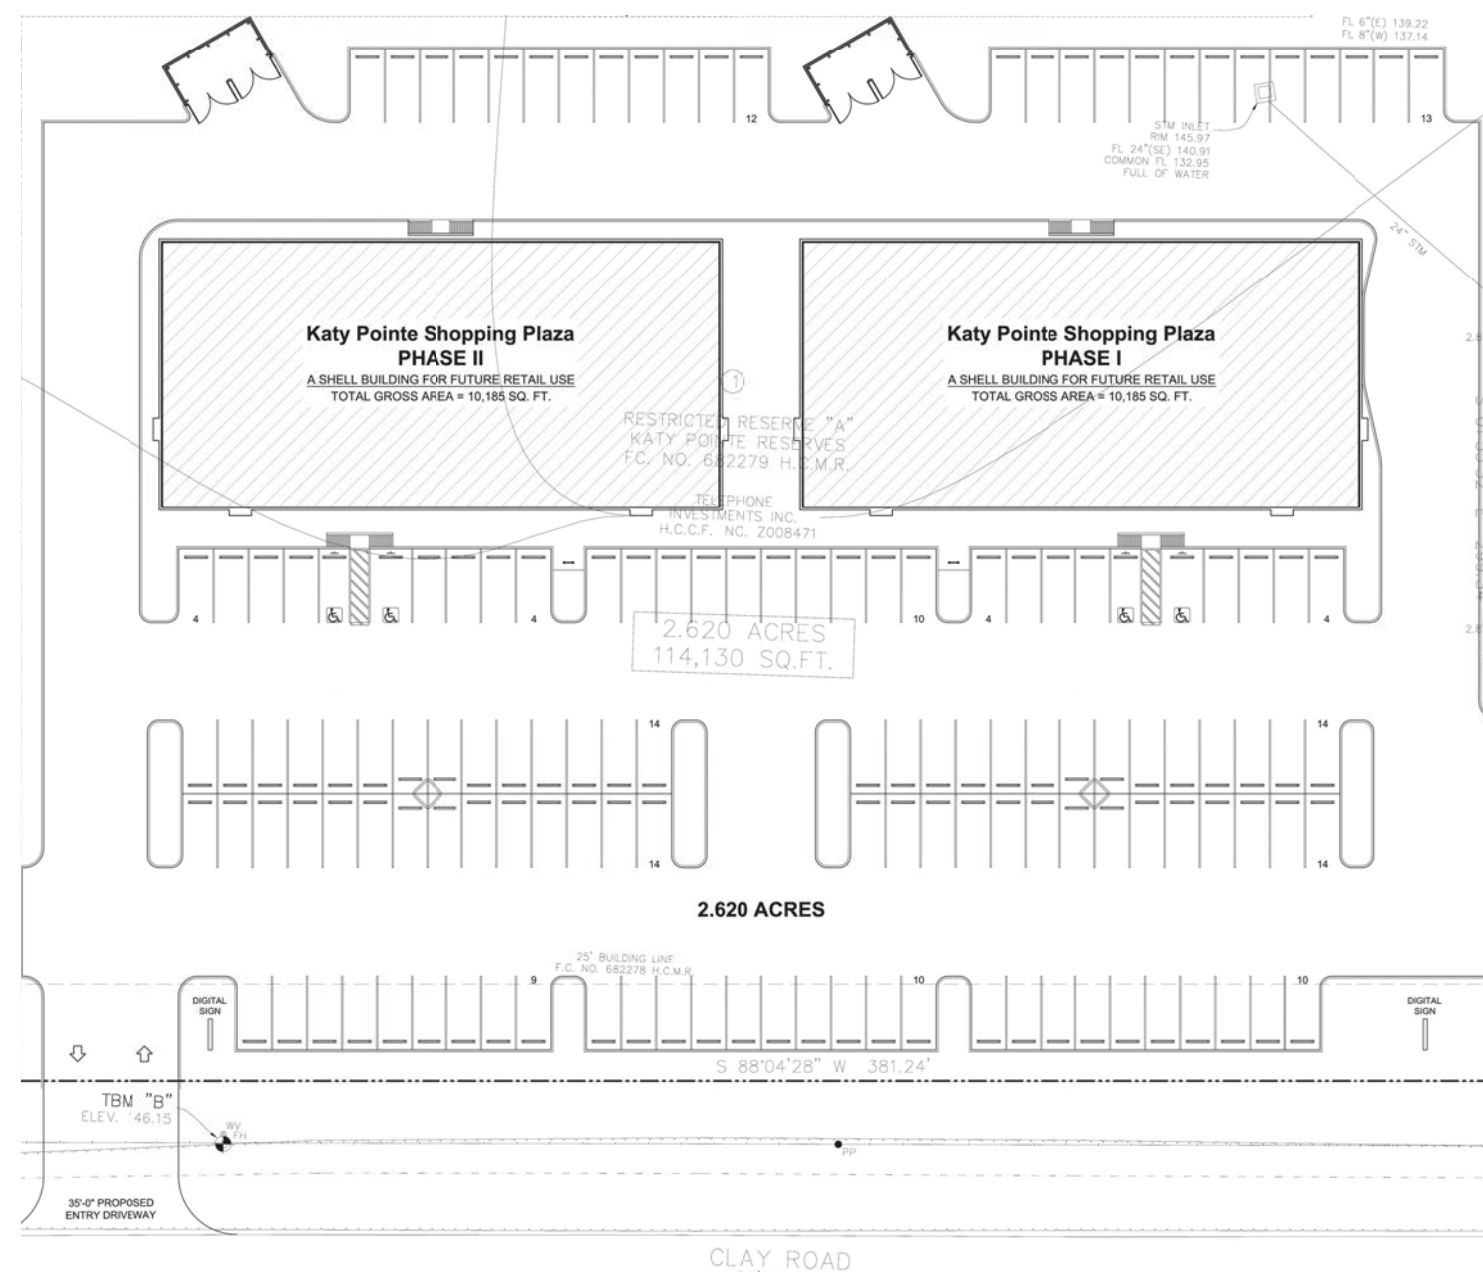 FL 6"(E) 139.22
FL 8"(W) 137.14
12
13
STM INLET
RIM 145.97
FL 24"(SE) 140.91
COMMON FL 132.95
FULL OF WATER
24" STM
Katy Pointe Shopping Plaza
PHASE II
A SHELL BUILDING FOR FUTURE RETAIL USE
TOTAL GROSS AREA = 10,185 SQ. FT.
Katy Pointe Shopping Plaza
PHASE I
A SHELL BUILDING FOR FUTURE RETAIL USE
TOTAL GROSS AREA = 10,185 SQ. FT.
1
RESTRICTED RESERVE "A"
KATY POINTE RESERVES
FC. NO. 682279 H.C.M.R.
TELEPHONE
INVESTMENTS INC.
H.C.C.F. NC. Z008471
4
4
10
4
4
2.620 ACRES
114,130 SQ.FT.
14
14
14
14
2.620 ACRES
25' BUILDING LINE
F.C. NO. 682278 H.C.M.R.
9
10
10
DIGITAL
SIGN
DIGITAL
SIGN
S 88°04'28" W 381.24'
TBM "B"
ELEV. 146.15
WV
FH
PP
35'-0" PROPOSED
ENTRY DRIVEWAY
CLAY ROAD